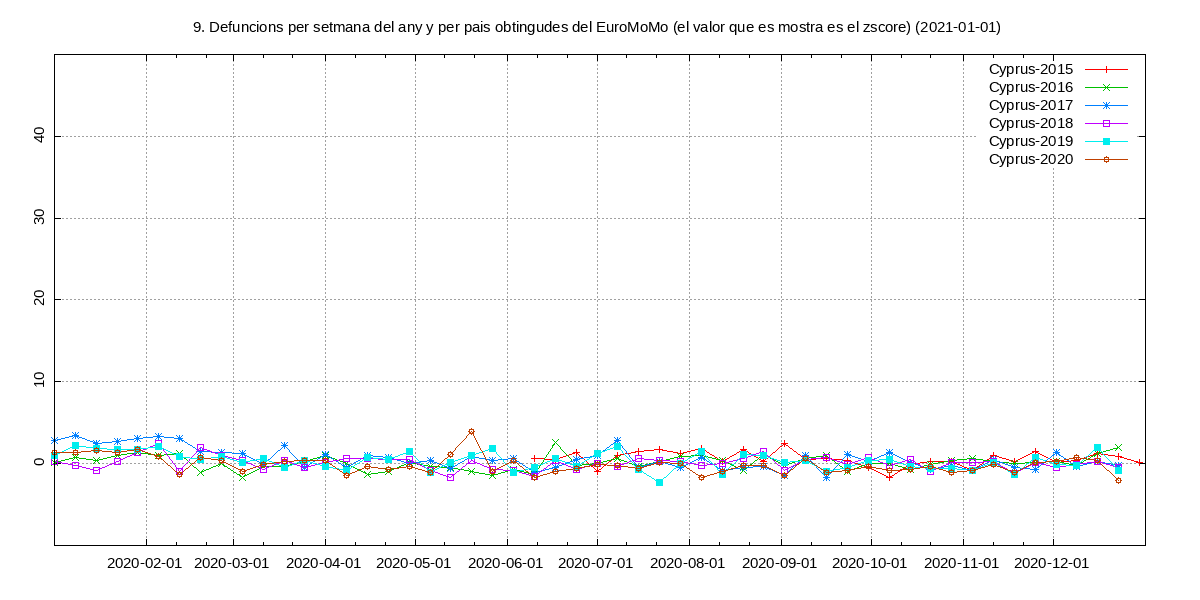 9. Defuncions per setmana del any y per pais obtingudes del EuroMoMo (el valor que es mostra es el zscore) (2021-01-01)
Cyprus-2015
Cyprus-2016
Cyprus-2017
Cyprus-2018
Cyprus-2019
Cyprus-2020
40
30
20
10
0
2020-02-01 2020-03-01 2020-04-01 2020-05-01 2020-06-01 2020-07-01 2020-08-01 2020-09-01 2020-10-01 2020-11-01 2020-12-01